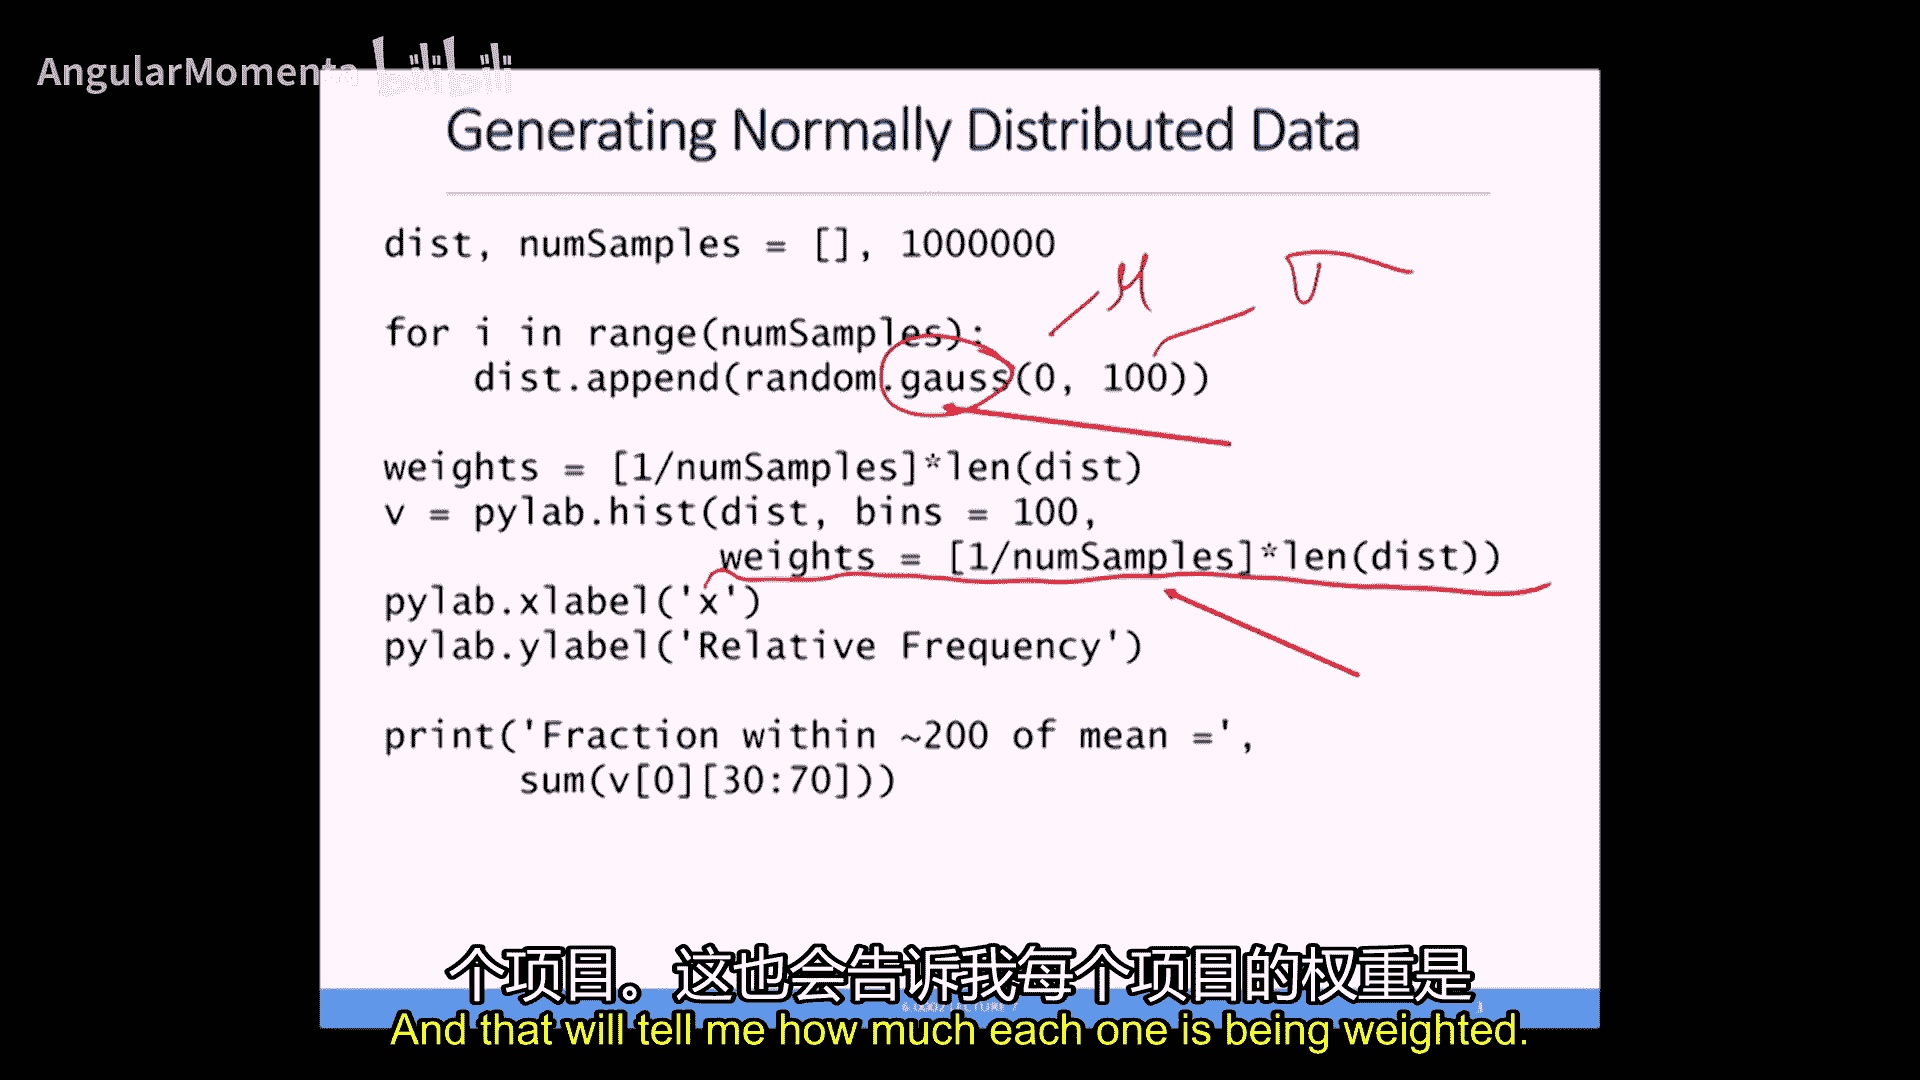 AngularMomenta bilibili
Generating Normally Distributed Data
dist, numSamples = [], 1000000
μ σ
for i in range(numSamples):
    dist.append(random.gauss(0, 100))
weights = [1/numSamples]*len(dist)
v = pylab.hist(dist, bins = 100,
               weights = [1/numSamples]*len(dist))
pylab.xlabel('x')
pylab.ylabel('Relative Frequency')
print('Fraction within ~200 of mean =',
      sum(v[0][30:70]))
个项目。这也会告诉我每个项目的权重是
And that will tell me how much each one is being weighted.